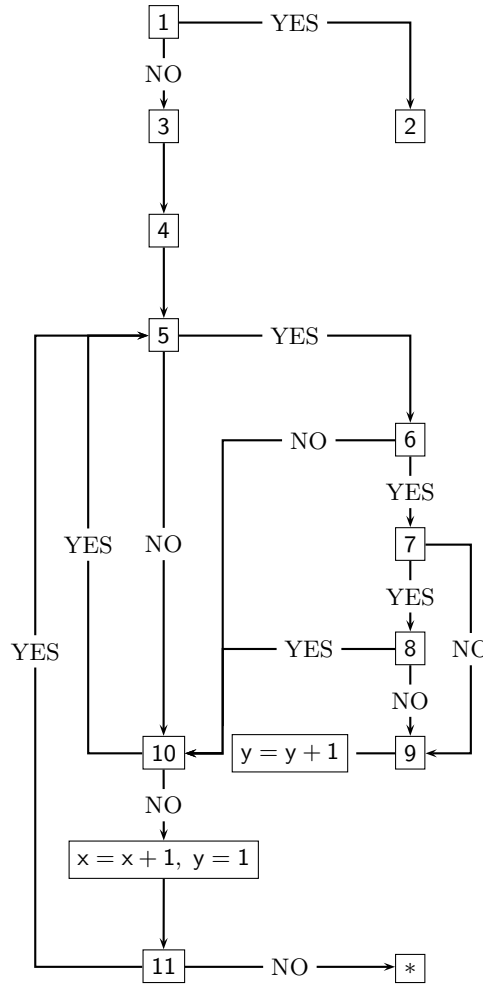 1 YES
NO
3 2
4
5 YES
NO 6
YES
7
YES NO YES
YES YES 8 NO
NO
10 y = y + 1 9
NO
x = x + 1, y = 1
11 NO *